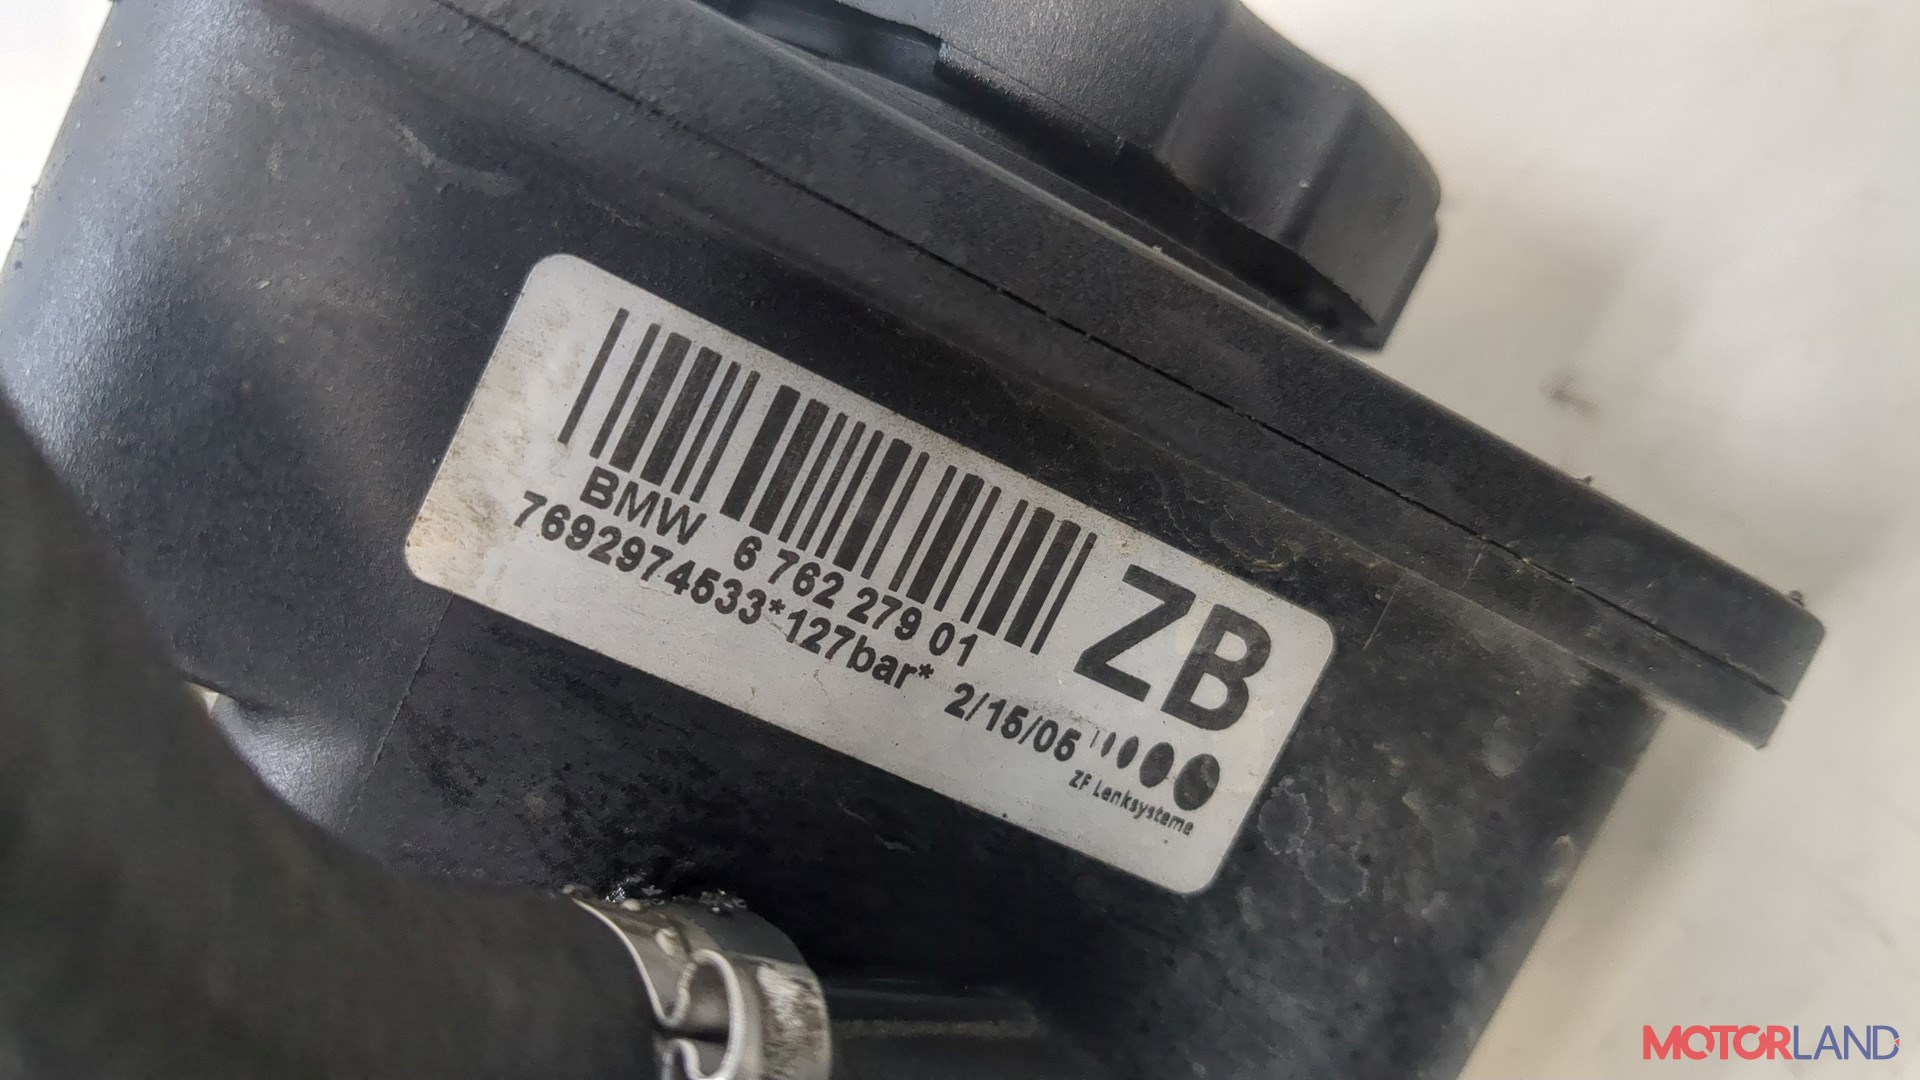 BMW 6 762 279 01
ZB
7692974533*127bar* 2/15/05
ZF Lenksysteme
MOTORLAND